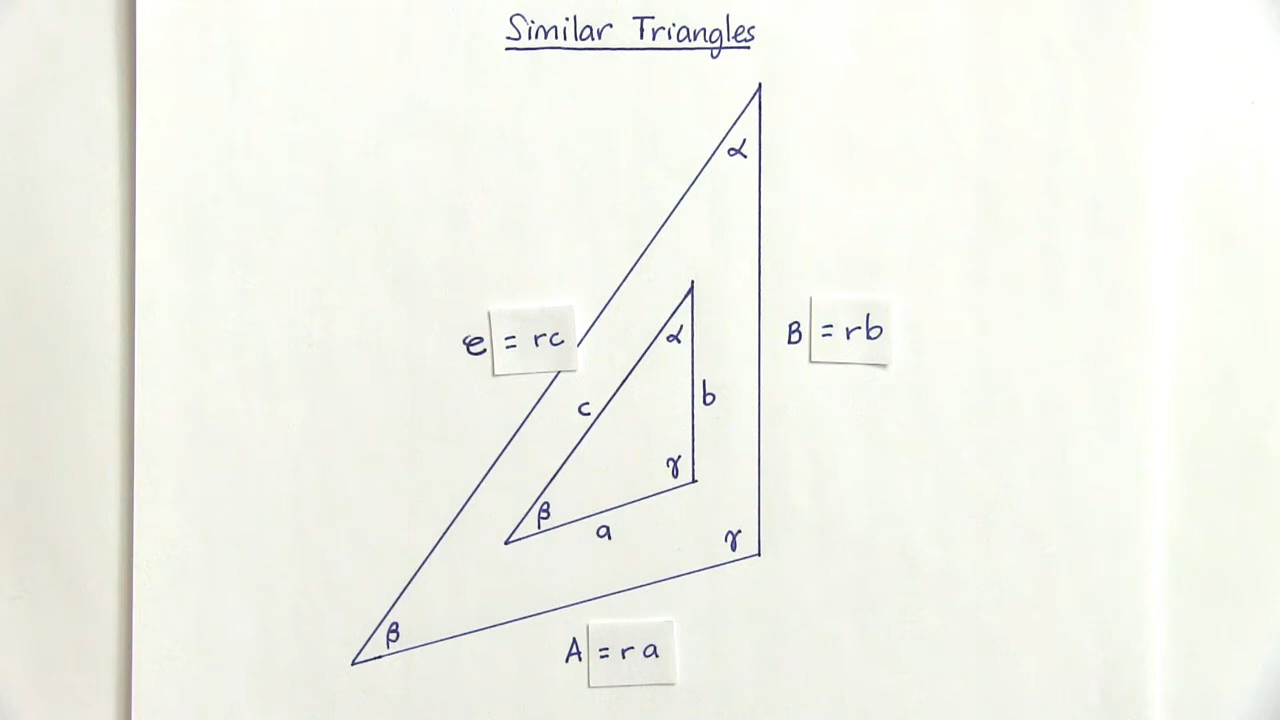 Similar Triangles
α
α
C = rc
B = rb
c
b
γ
β
a
γ
β
A = ra